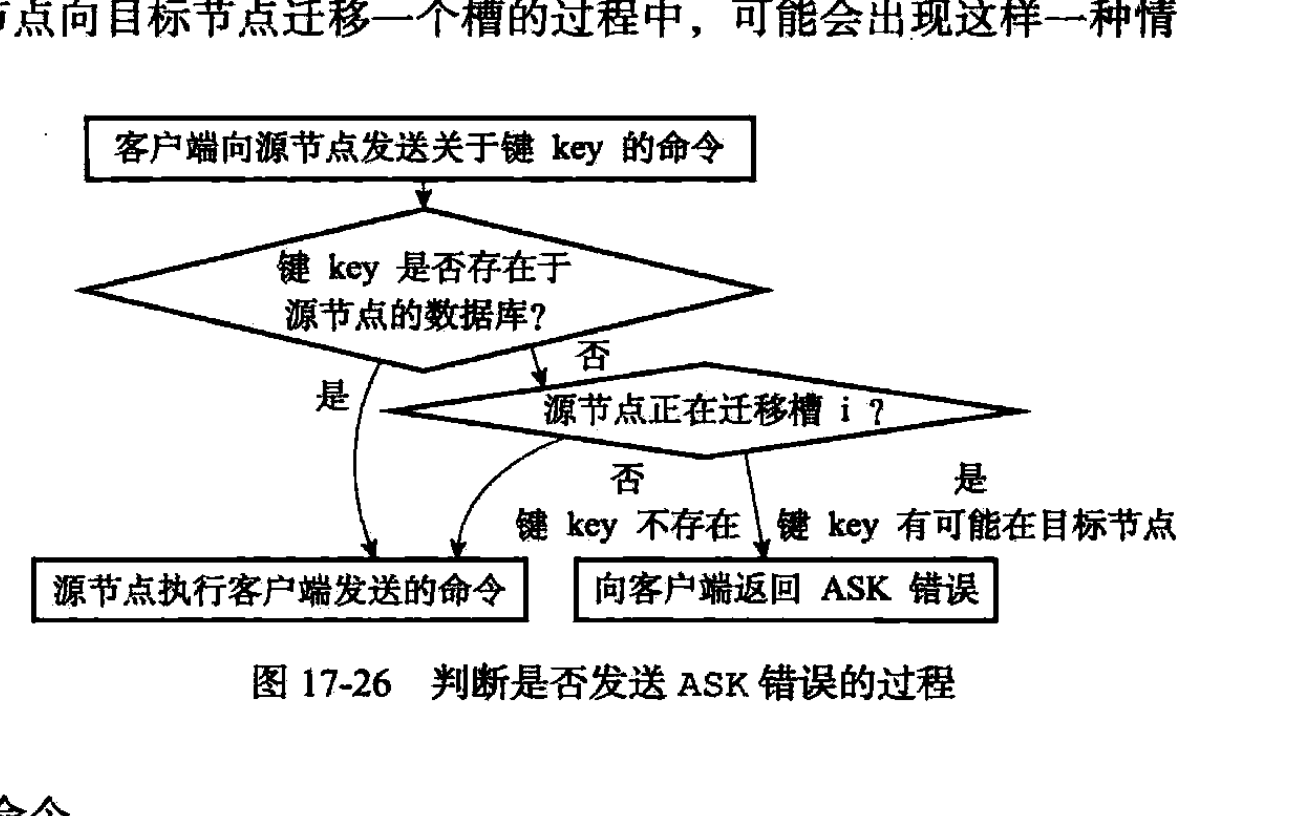 节点向目标节点迁移一个槽的过程中，可能会出现这样一种情
客户端向源节点发送关于键 key 的命令
键 key 是否存在于
源节点的数据库?
否
是
源节点正在迁移槽 i ?
否
是
键 key 不存在
键 key 有可能在目标节点
源节点执行客户端发送的命令
向客户端返回 ASK 错误
图 17-26 判断是否发送 ASK 错误的过程
命令